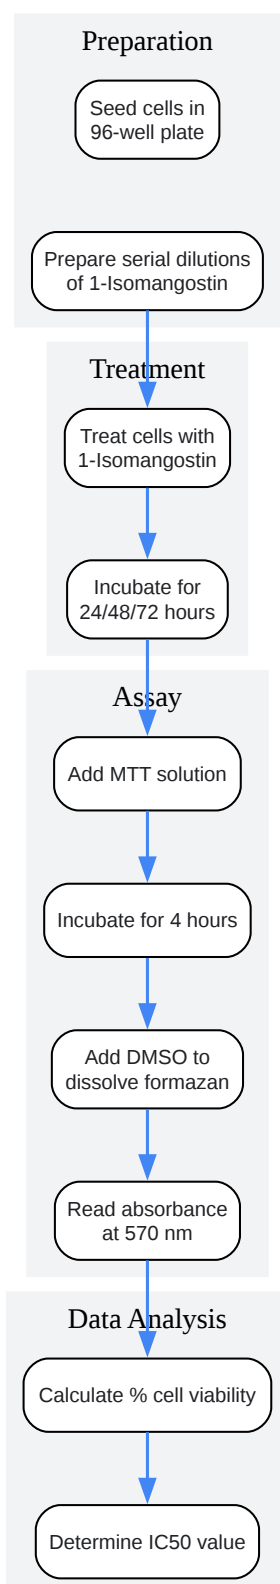 Preparation
Seed cells in
96-well plate
Prepare serial dilutions
of 1-Isomangostin
Treatment
Treat cells with
1-Isomangostin
Incubate for
24/48/72 hours
Assay
Add MTT solution
Incubate for 4 hours
Add DMSO to
dissolve formazan
Read absorbance
at 570 nm
Data Analysis
Calculate % cell viability
Determine IC50 value